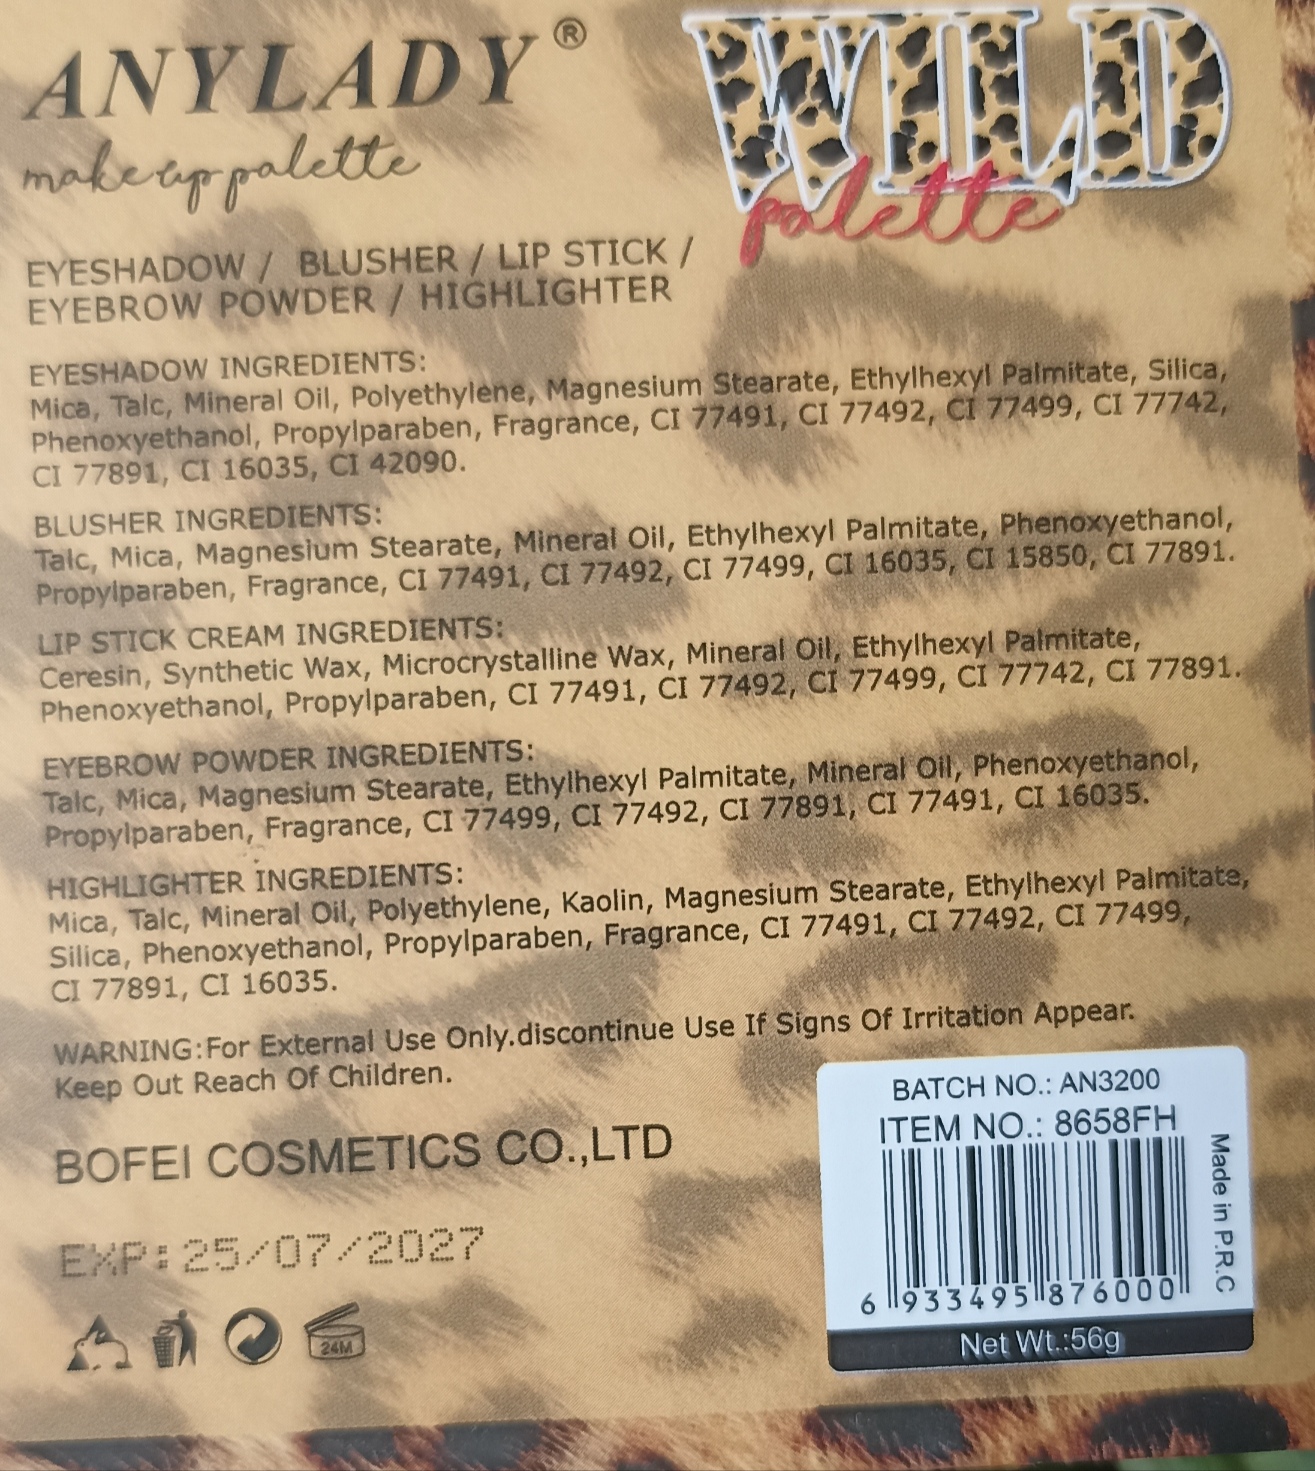 ANYLADY®
makeup palette
WILD
palette
EYESHADOW / BLUSHER / LIP STICK /
EYEBROW POWDER / HIGHLIGHTER
EYESHADOW INGREDIENTS:
Mica, Talc, Mineral Oil, Polyethylene, Magnesium Stearate, Ethylhexyl Palmitate, Silica,
Phenoxyethanol, Propylparaben, Fragrance, CI 77491, CI 77492, CI 77499, CI 77742,
CI 77891, CI 16035, CI 42090.
BLUSHER INGREDIENTS:
Talc, Mica, Magnesium Stearate, Mineral Oil, Ethylhexyl Palmitate, Phenoxyethanol,
Propylparaben, Fragrance, CI 77491, CI 77492, CI 77499, CI 16035, CI 15850, CI 77891.
LIP STICK CREAM INGREDIENTS:
Ceresin, Synthetic Wax, Microcrystalline Wax, Mineral Oil, Ethylhexyl Palmitate,
Phenoxyethanol, Propylparaben, CI 77491, CI 77492, CI 77499, CI 77742, CI 77891.
EYEBROW POWDER INGREDIENTS:
Talc, Mica, Magnesium Stearate, Ethylhexyl Palmitate, Mineral Oil, Phenoxyethanol,
Propylparaben, Fragrance, CI 77499, CI 77492, CI 77891, CI 77491, CI 16035.
HIGHLIGHTER INGREDIENTS:
Mica, Talc, Mineral Oil, Polyethylene, Kaolin, Magnesium Stearate, Ethylhexyl Palmitate,
Silica, Phenoxyethanol, Propylparaben, Fragrance, CI 77491, CI 77492, CI 77499,
CI 77891, CI 16035.
WARNING:For External Use Only.discontinue Use If Signs Of Irritation Appear.
Keep Out Reach Of Children.
BOFEI COSMETICS CO.,LTD
EXP:25/07/2027
24M
BATCH NO.: AN3200
ITEM NO.: 8658FH
6 933495 876000
Made in P.R.C
Net Wt.:56g